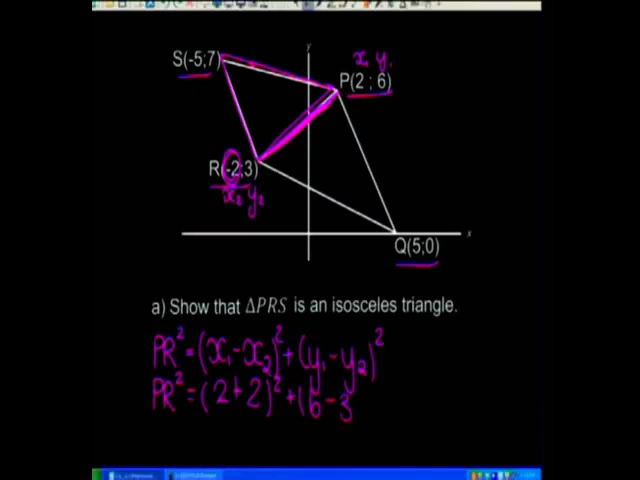 y
x₁ y₁
S(-5;7)
P(2 ; 6)
R(-2;3)
x₂ y₂
x
Q(5;0)
a) Show that ΔPRS is an isosceles triangle.
PR² = (x₁ - x₂)² + (y₁ - y₂)²
PR² = (2 + 2)² + (6 - 3